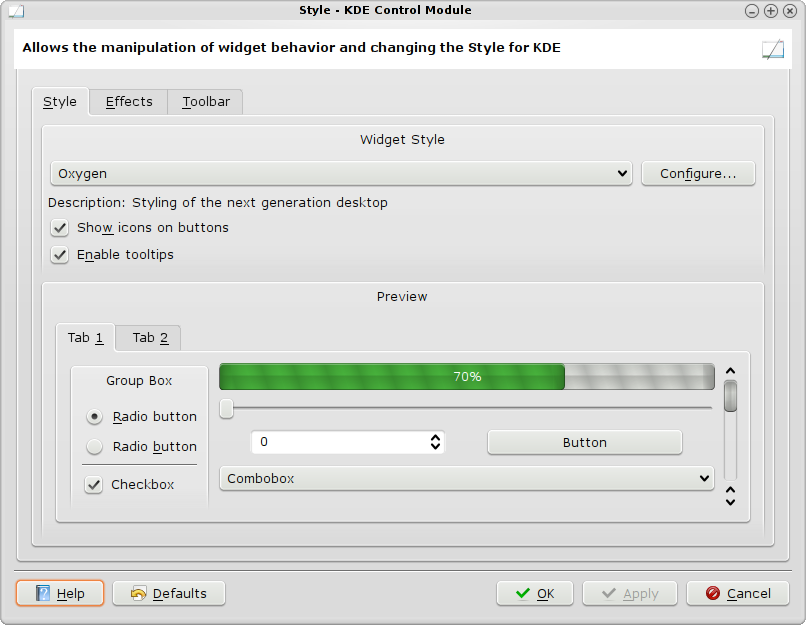 Style - KDE Control Module
Allows the manipulation of widget behavior and changing the Style for KDE
Style Effects Toolbar
Widget Style
Oxygen Configure...
Description: Styling of the next generation desktop
Show icons on buttons
Enable tooltips
Preview
Tab 1 Tab 2
Group Box
70%
Radio button
0 Button
Radio button
Combobox
Checkbox
Help Defaults OK Apply Cancel